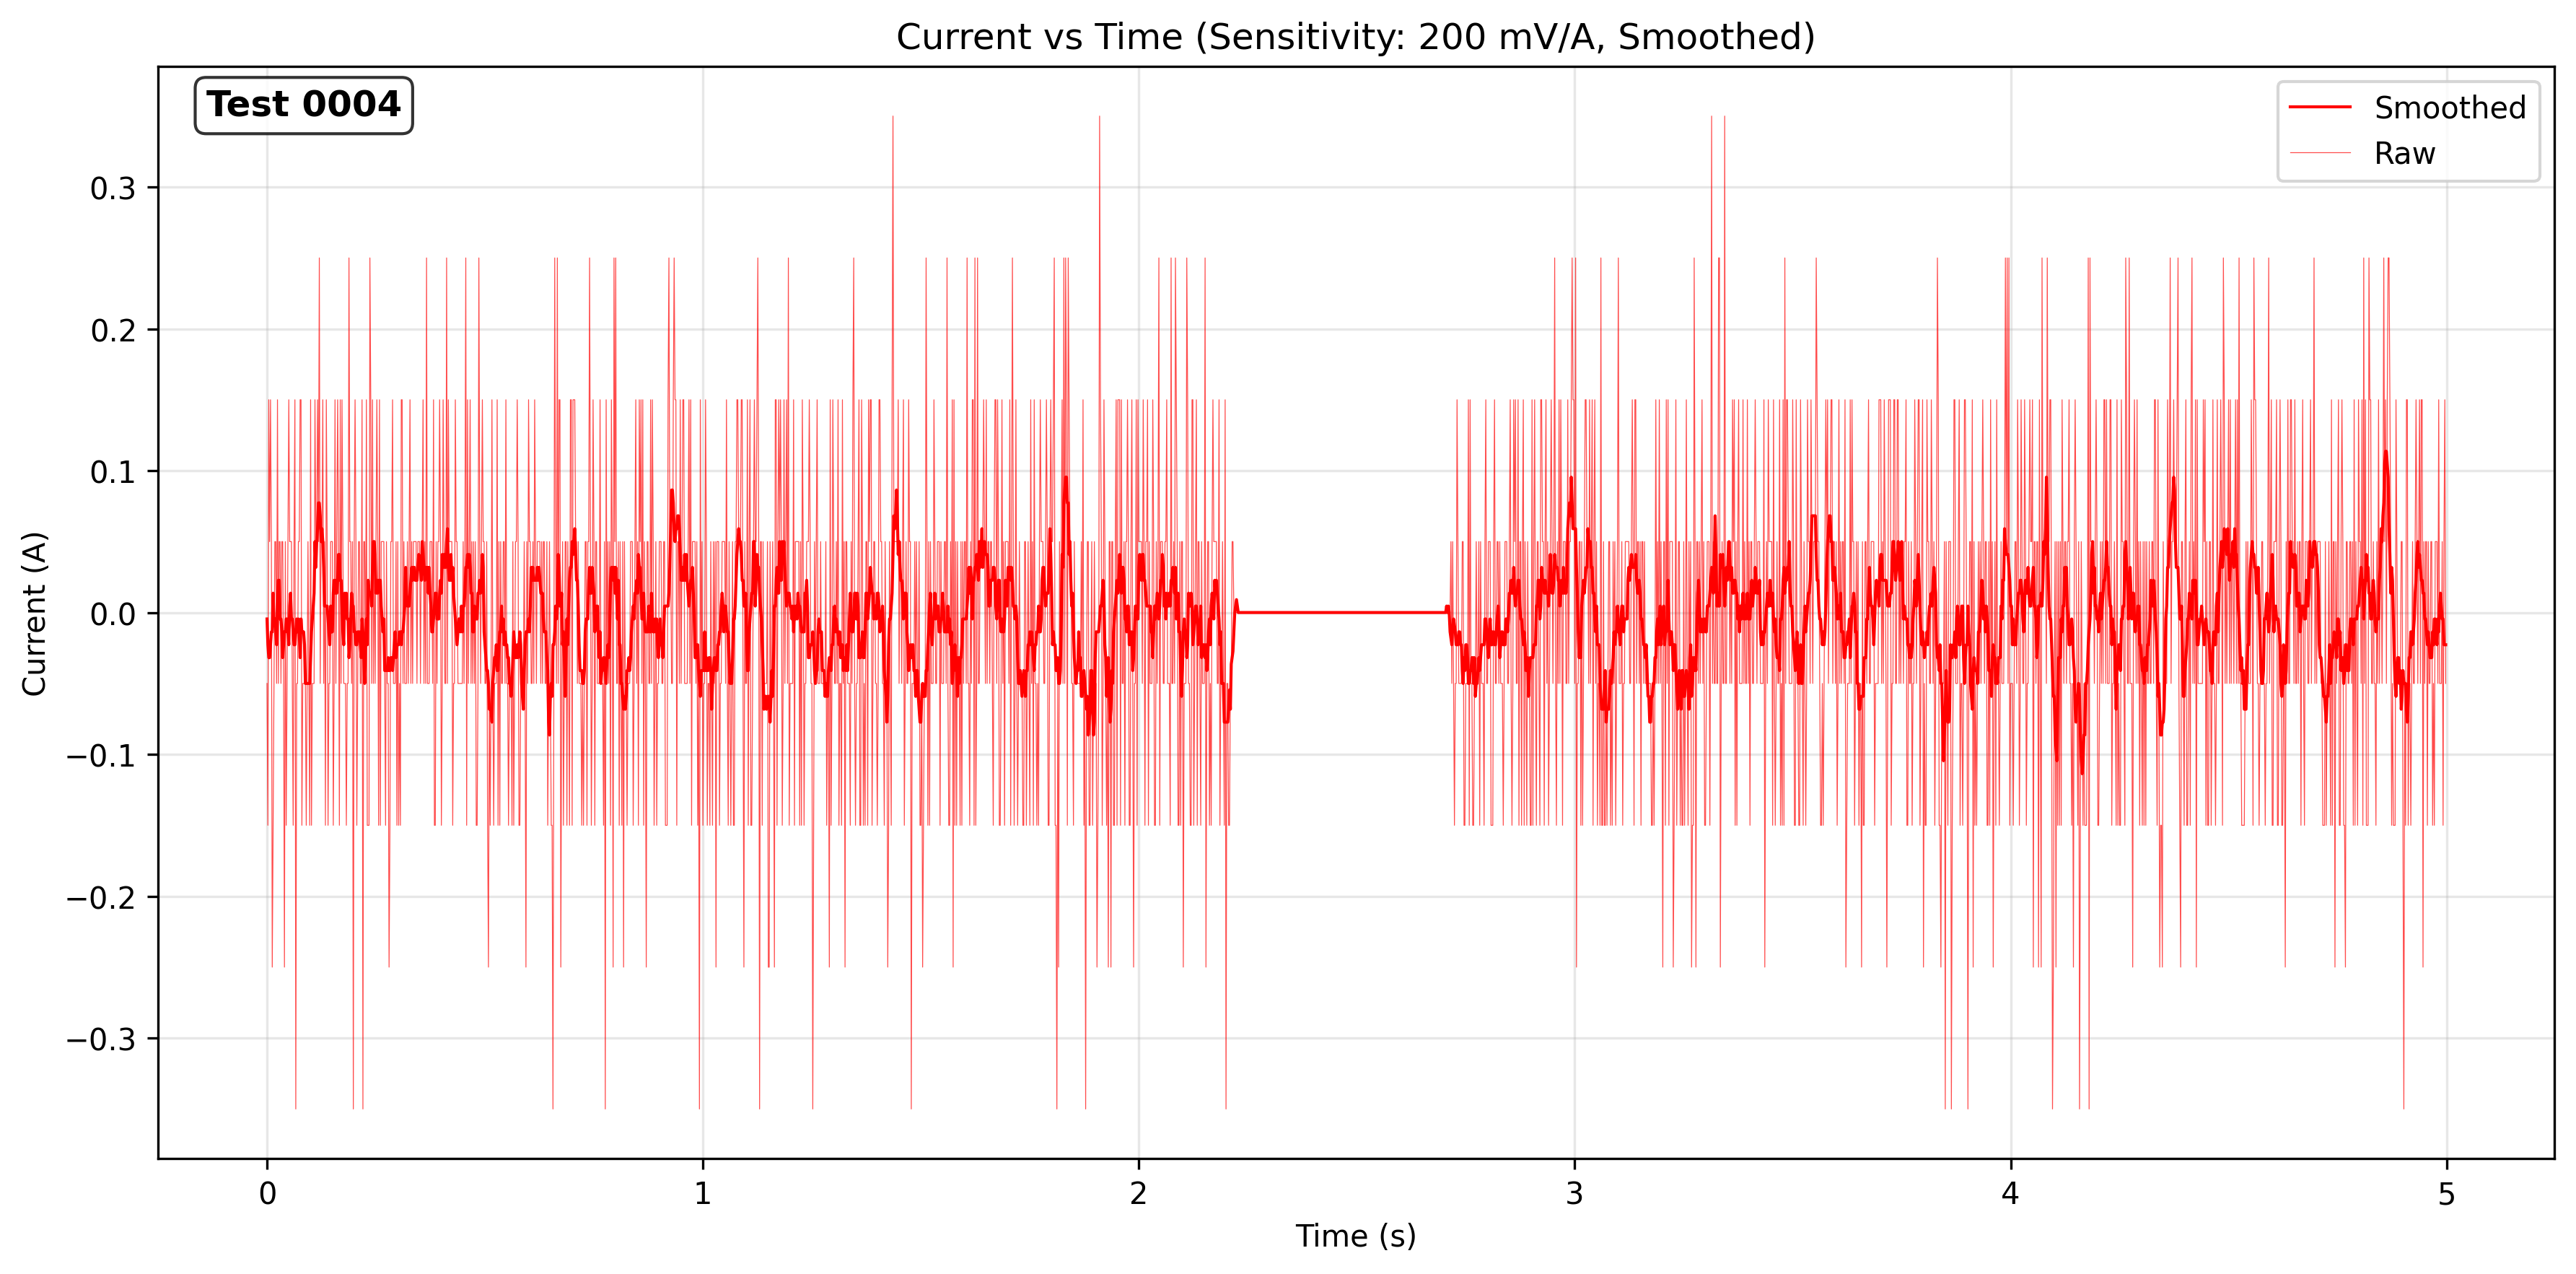 Current vs Time (Sensitivity: 200 mV/A, Smoothed)
Test 0004
Smoothed
Raw
Current (A)
0.3
0.2
0.1
0.0
−0.1
−0.2
−0.3
0 1 2 3 4 5
Time (s)